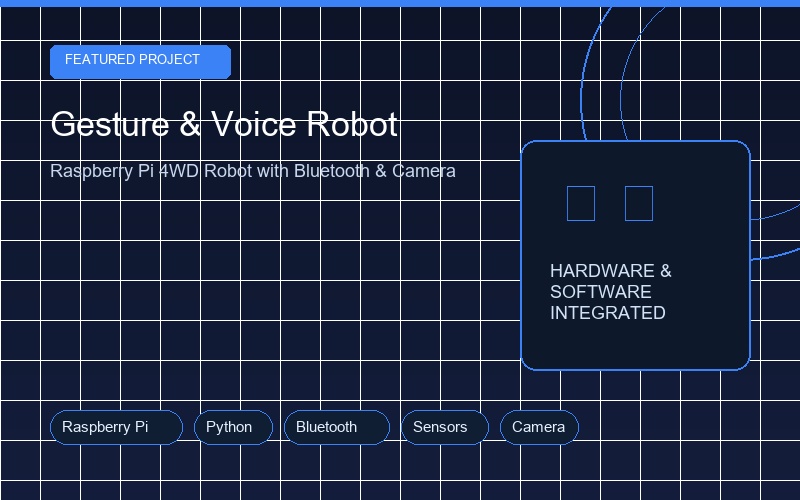 FEATURED PROJECT
Gesture & Voice Robot
Raspberry Pi 4WD Robot with Bluetooth & Camera
HARDWARE &
SOFTWARE
INTEGRATED
Raspberry Pi
Python
Bluetooth
Sensors
Camera